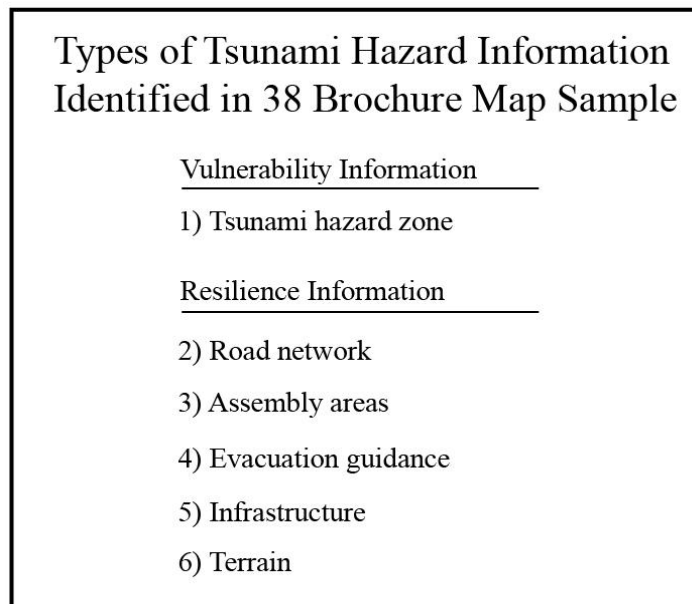 Types of Tsunami Hazard Information
Identified in 38 Brochure Map Sample
Vulnerability Information
1) Tsunami hazard zone
Resilience Information
2) Road network
3) Assembly areas
4) Evacuation guidance
5) Infrastructure
6) Terrain